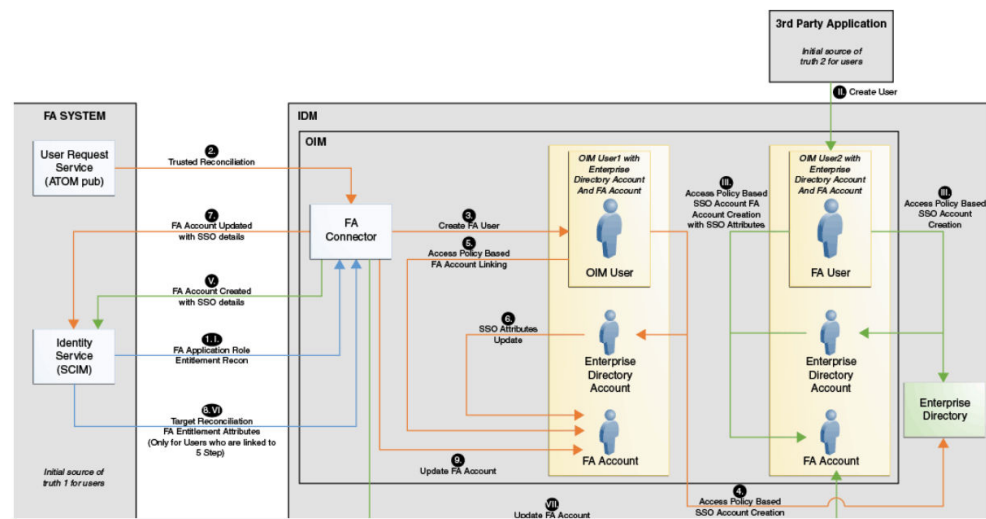 3rd Party Application
Initial source of
truth 2 for users
II. Create User
FA SYSTEM
IDM
OIM
User Request
Service
(ATOM pub)
2.
Trusted Reconciliation
OIM User1 with
Enterprise
Directory Account
And FA Account
OIM User2 with
Enterprise
Directory Account
And FA Account
III.
Access Policy Based
SSO Account FA
Account Creation
with SSO Attributes
III.
Access Policy Based
SSO Account
Creation
7.
FA Account Updated
with SSO details
FA
Connector
3.
Create FA User
5.
Access Policy Based
FA Account Linking
OIM User
FA User
V.
FA Account Created
with SSO details
6.
SSO Attributes
Update
Identity
Service
(SCIM)
1. I.
FA Application Role
Entitlement Recon
Enterprise
Directory
Account
Enterprise
Directory
Account
Enterprise
Directory
8. VI
Target Reconciliation
FA Entitlement Attributes
(Only for Users who are linked to
5 Step)
FA Account
FA Account
9.
Update FA Account
Initial source of
truth 1 for users
4.
Access Policy Based
SSO Account Creation
VII.
Update FA Account